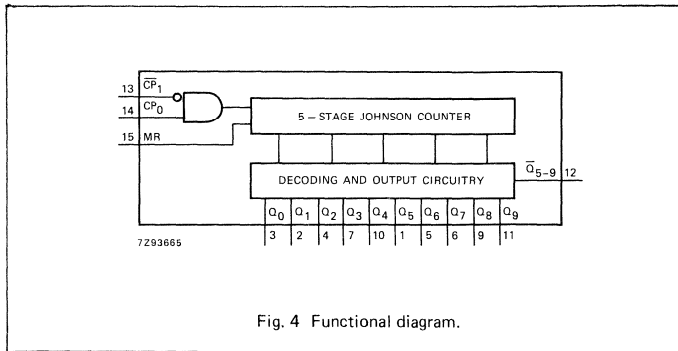 13 C̅P̅₁
14 CP₀
15 MR
5 – STAGE JOHNSON COUNTER
DECODING AND OUTPUT CIRCUITRY
Q̅₅₋₉ 12
Q₀ Q₁ Q₂ Q₃ Q₄ Q₅ Q₆ Q₇ Q₈ Q₉
3 2 4 7 10 1 5 6 9 11
7Z93665
Fig. 4 Functional diagram.